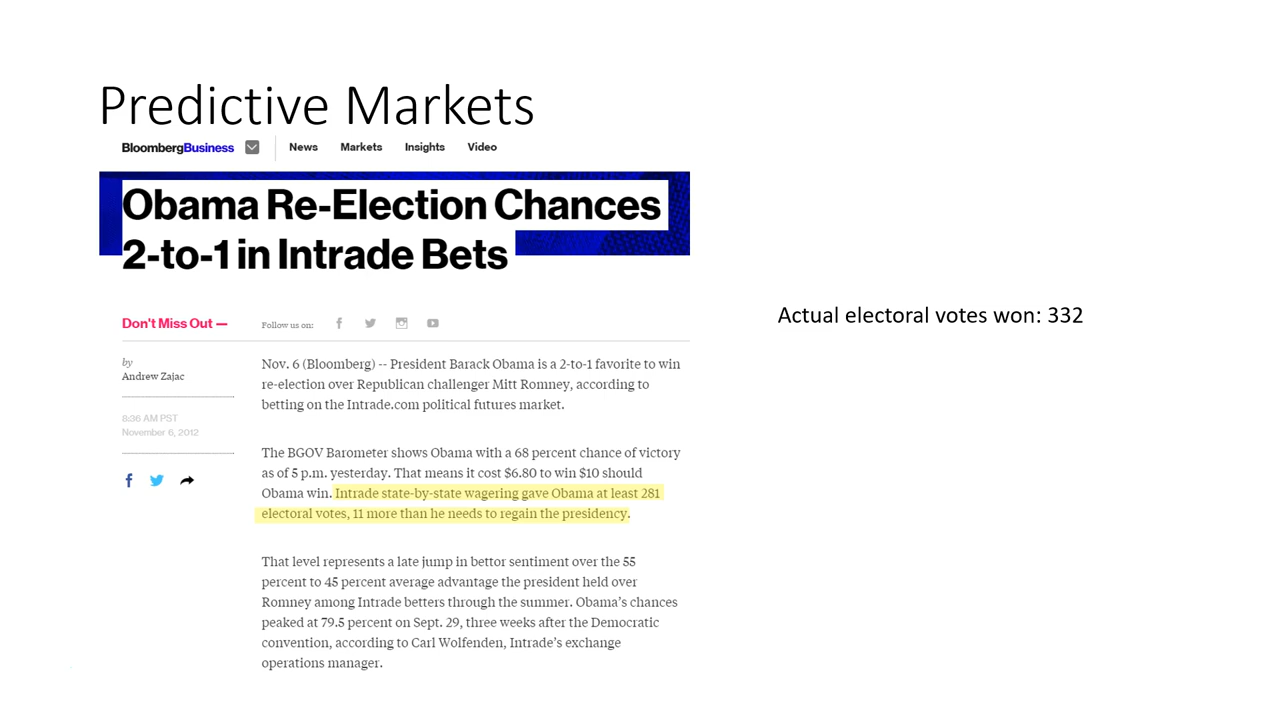 Predictive Markets
BloombergBusiness
News Markets Insights Video
Obama Re-Election Chances
2-to-1 in Intrade Bets
Don't Miss Out —
Follow us on:
by
Andrew Zajac
8:36 AM PST
November 6, 2012
Nov. 6 (Bloomberg) -- President Barack Obama is a 2-to-1 favorite to win
re-election over Republican challenger Mitt Romney, according to
betting on the Intrade.com political futures market.
The BGOV Barometer shows Obama with a 68 percent chance of victory
as of 5 p.m. yesterday. That means it cost $6.80 to win $10 should
Obama win. Intrade state-by-state wagering gave Obama at least 281
electoral votes, 11 more than he needs to regain the presidency.
That level represents a late jump in bettor sentiment over the 55
percent to 45 percent average advantage the president held over
Romney among Intrade betters through the summer. Obama’s chances
peaked at 79.5 percent on Sept. 29, three weeks after the Democratic
convention, according to Carl Wolfenden, Intrade’s exchange
operations manager.
Actual electoral votes won: 332